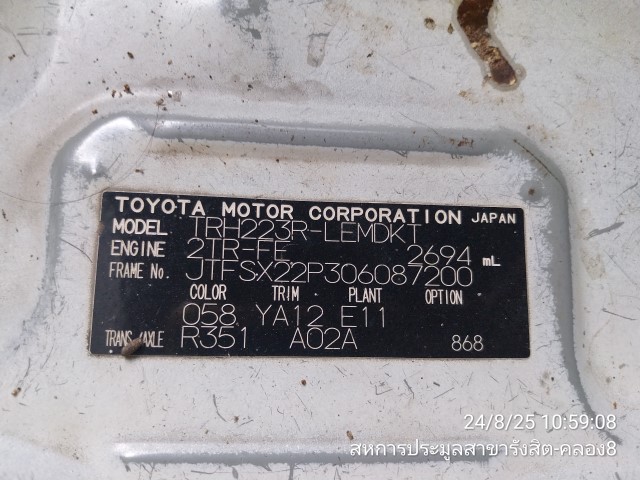 TOYOTA MOTOR CORPORATION JAPAN
MODEL TRH223R-LEMDKT
ENGINE 2TR-FE 2694 mL
FRAME No. JTFSX22P306087200
COLOR TRIM PLANT OPTION
058 YA12 E11
TRANS./AXLE R351 A02A 868
24/8/25 10:59:08
สหการประมูลสาขารังสิต-คลอง8